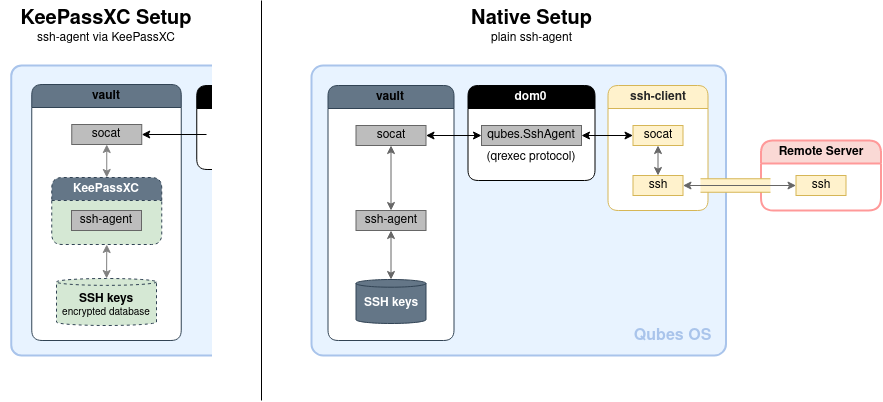 KeePassXC Setup
ssh-agent via KeePassXC
vault
socat
KeePassXC
ssh-agent
SSH keys
encrypted database
Native Setup
plain ssh-agent
vault
socat
ssh-agent
SSH keys
dom0
qubes.SshAgent
(qrexec protocol)
ssh-client
socat
ssh
Qubes OS
Remote Server
ssh